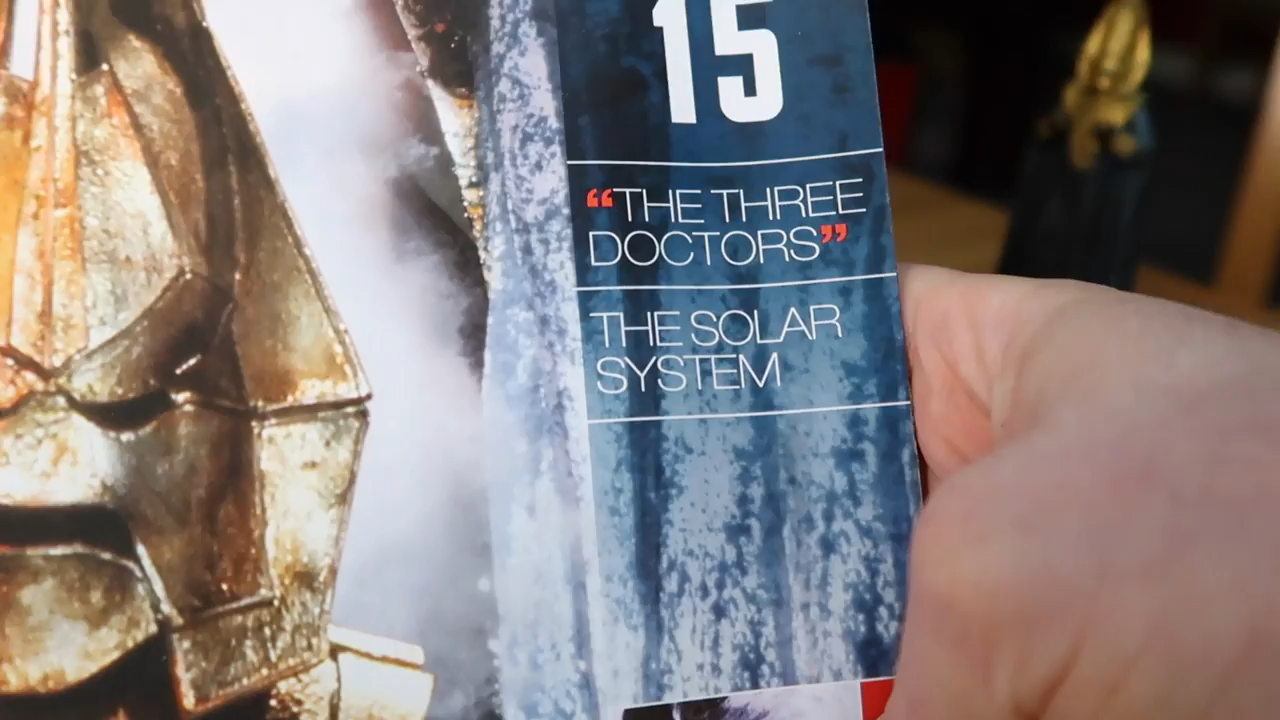 15
“THE THREE
DOCTORS”
THE SOLAR
SYSTEM